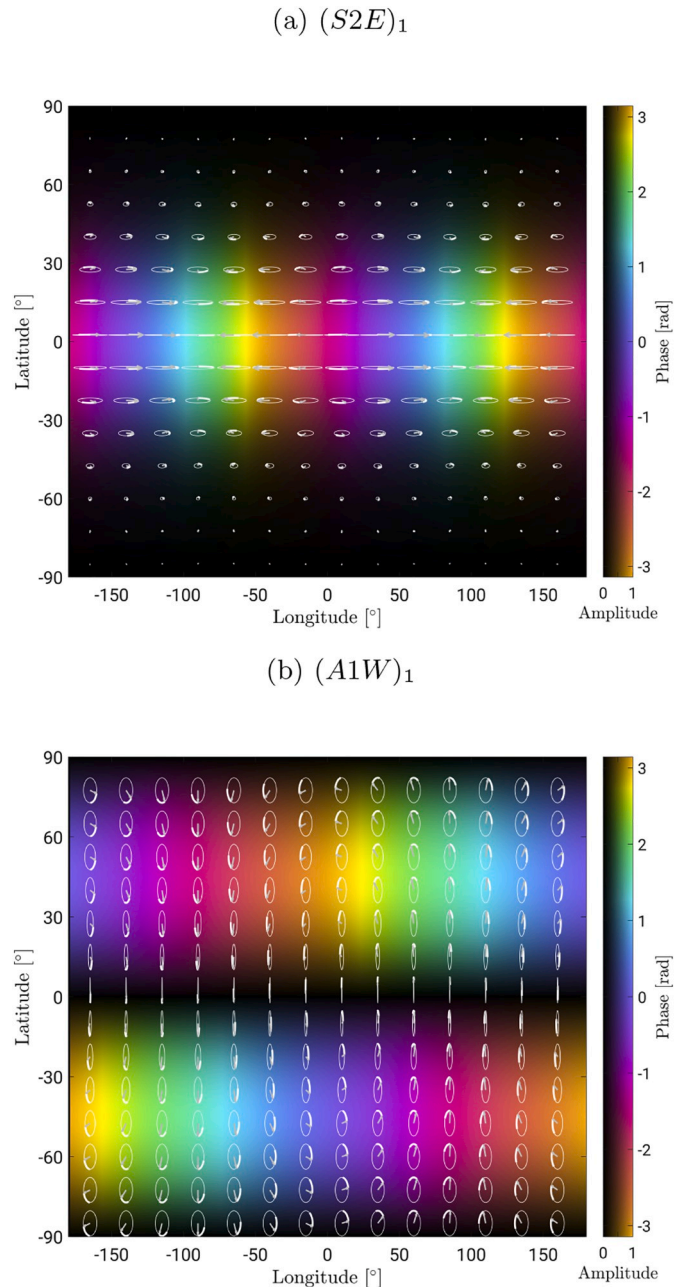 (a) (S2E)₁
90
60
30
0
-30
-60
-90
Latitude [°]
-150 -100 -50 0 50 100 150
Longitude [°]
3
2
1
0
-1
-2
-3
Phase [rad]
0 1
Amplitude
(b) (A1W)₁
90
60
30
0
-30
-60
-90
Latitude [°]
-150 -100 -50 0 50 100 150
Longitude [°]
3
2
1
0
-1
-2
-3
Phase [rad]
0 1
Amplitude